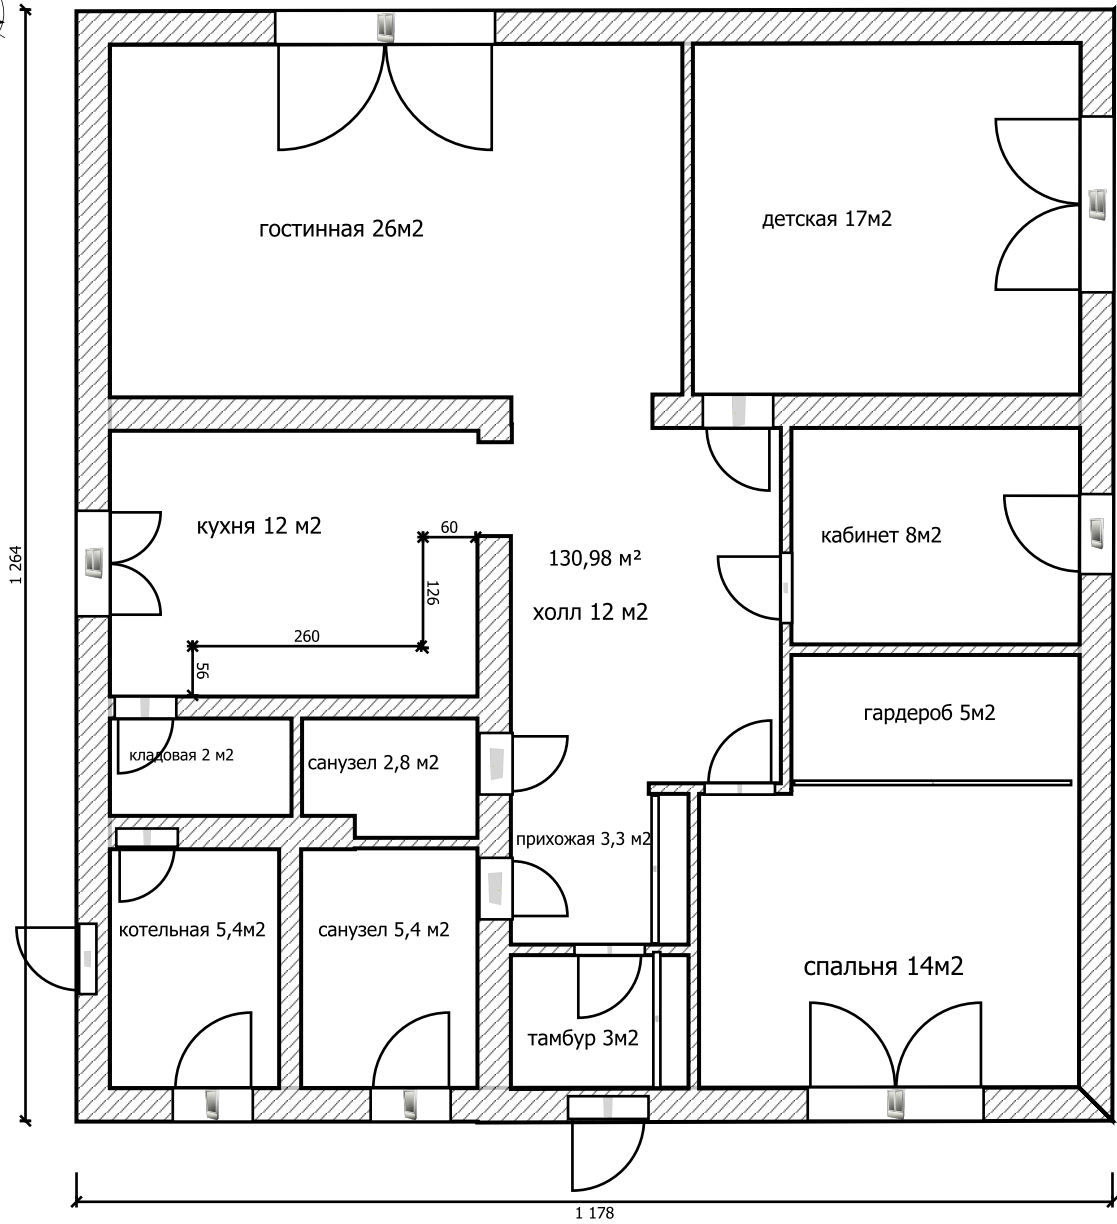 гостинная 26м2
детская 17м2
кухня 12 м2
60
кабинет 8м2
1 264
130,98 м²
126
холл 12 м2
260
56
гардероб 5м2
кладовая 2 м2
санузел 2,8 м2
прихожая 3,3 м2
котельная 5,4м2
санузел 5,4 м2
спальня 14м2
тамбур 3м2
1 178